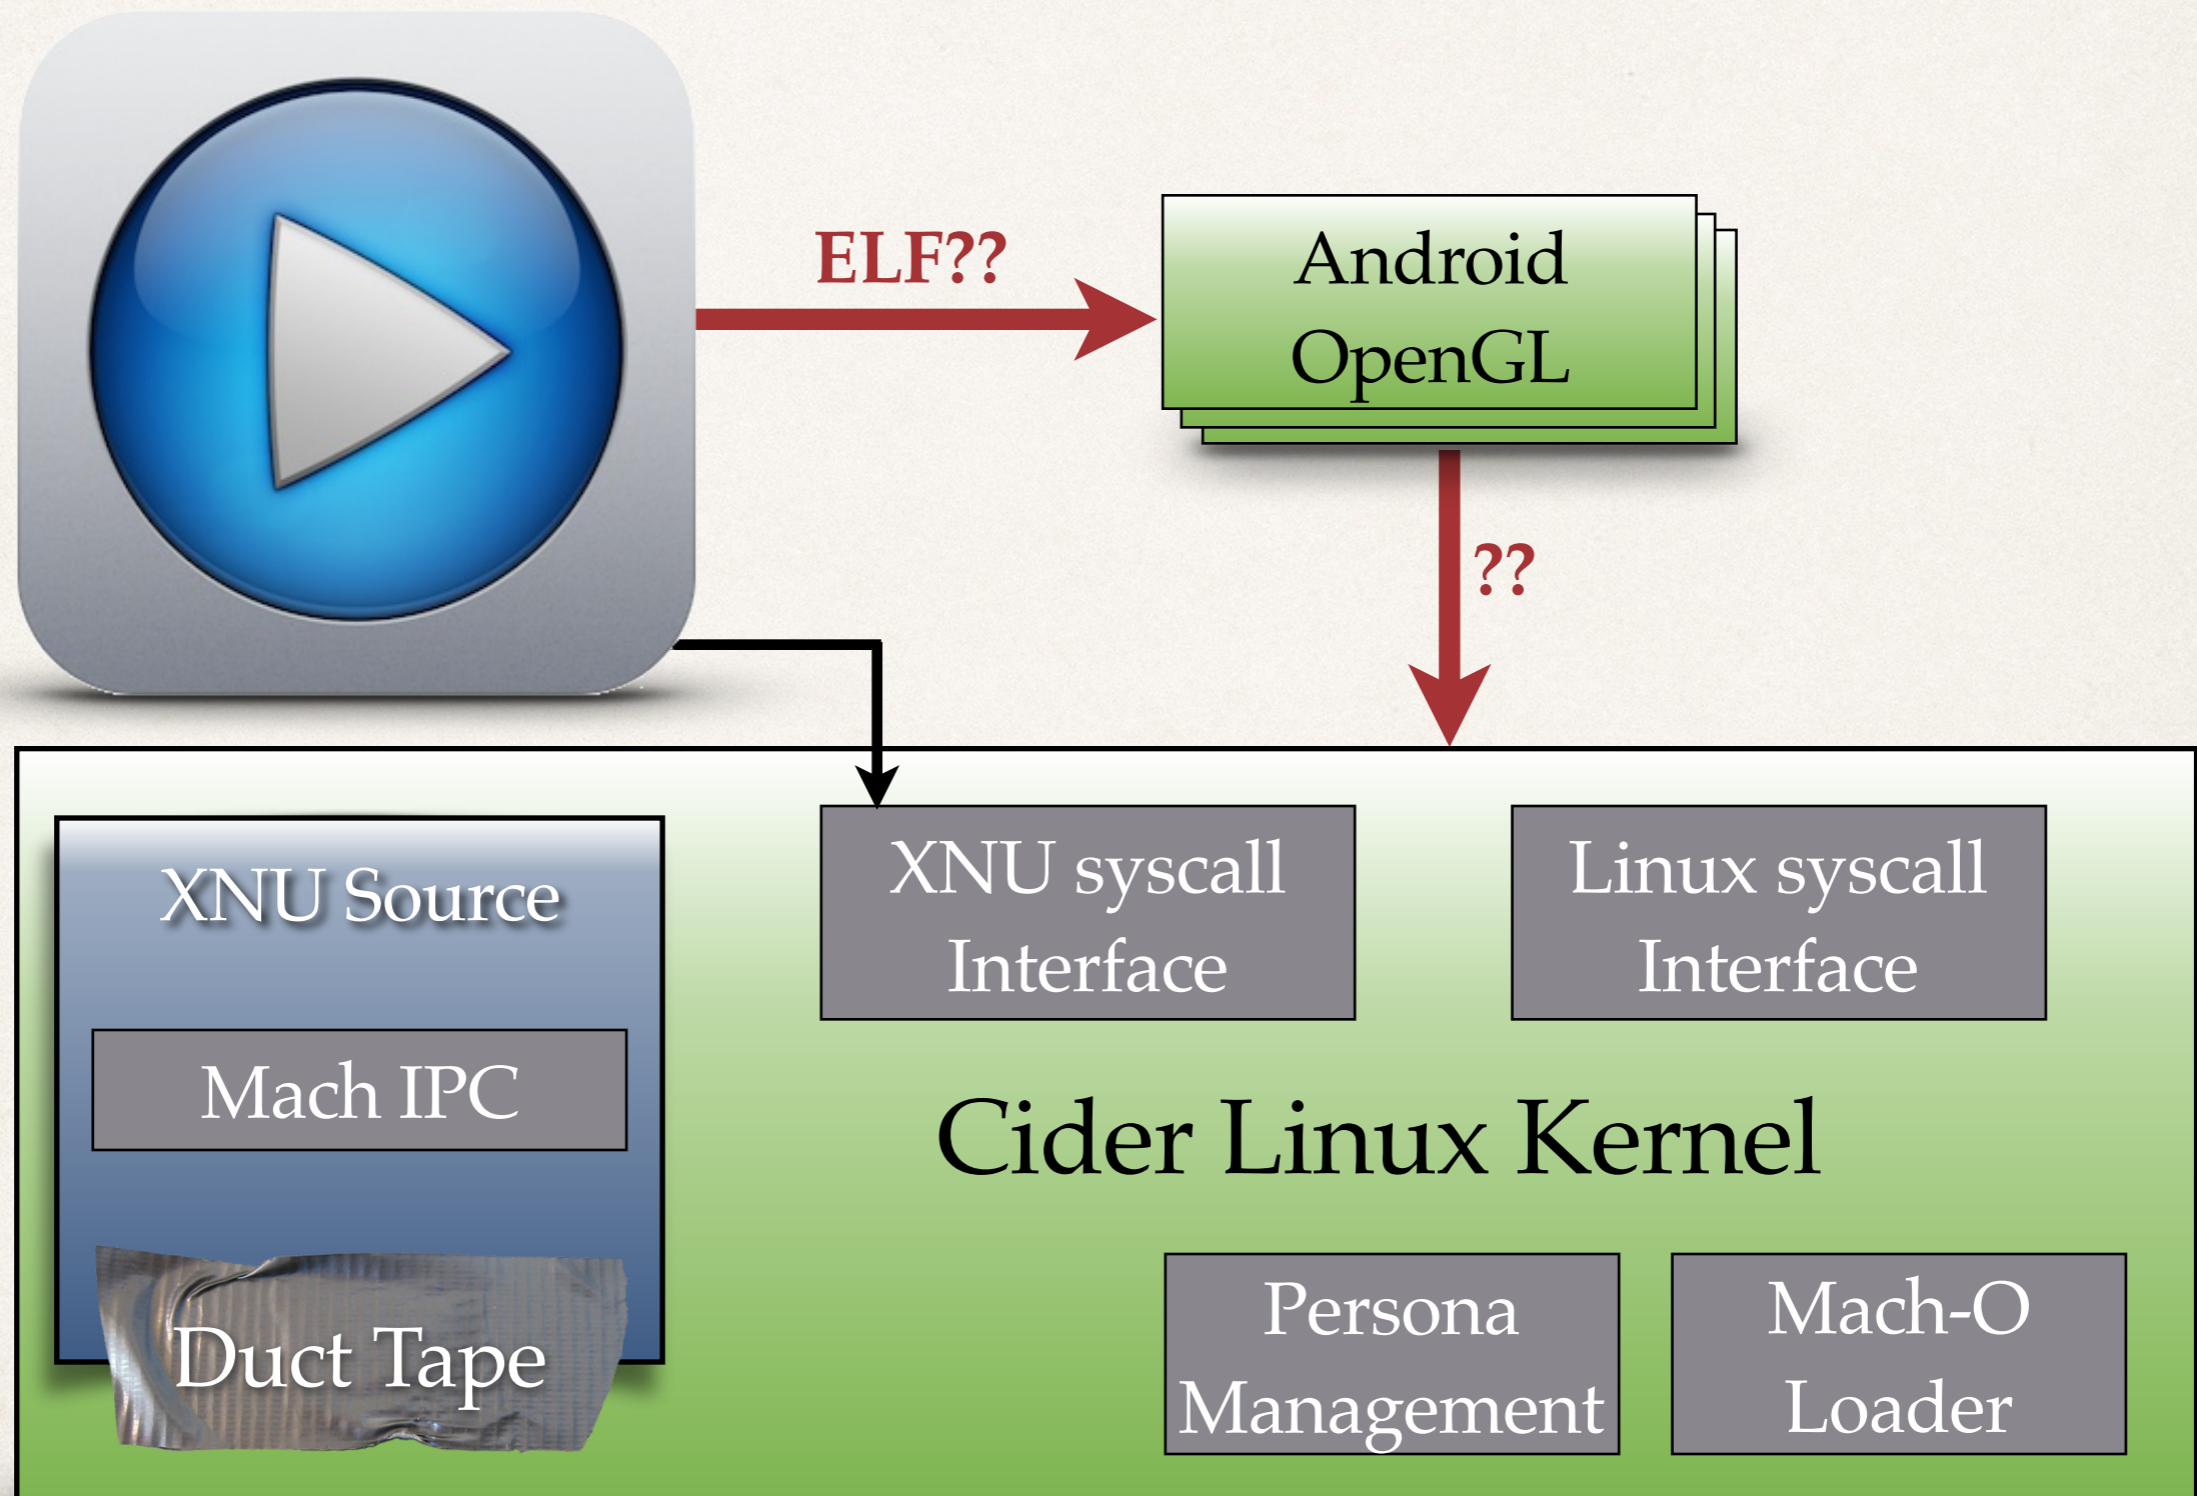 ELF??
Android
OpenGL
??
XNU Source
Mach IPC
Duct Tape
XNU syscall
Interface
Linux syscall
Interface
Cider Linux Kernel
Persona
Management
Mach-O
Loader